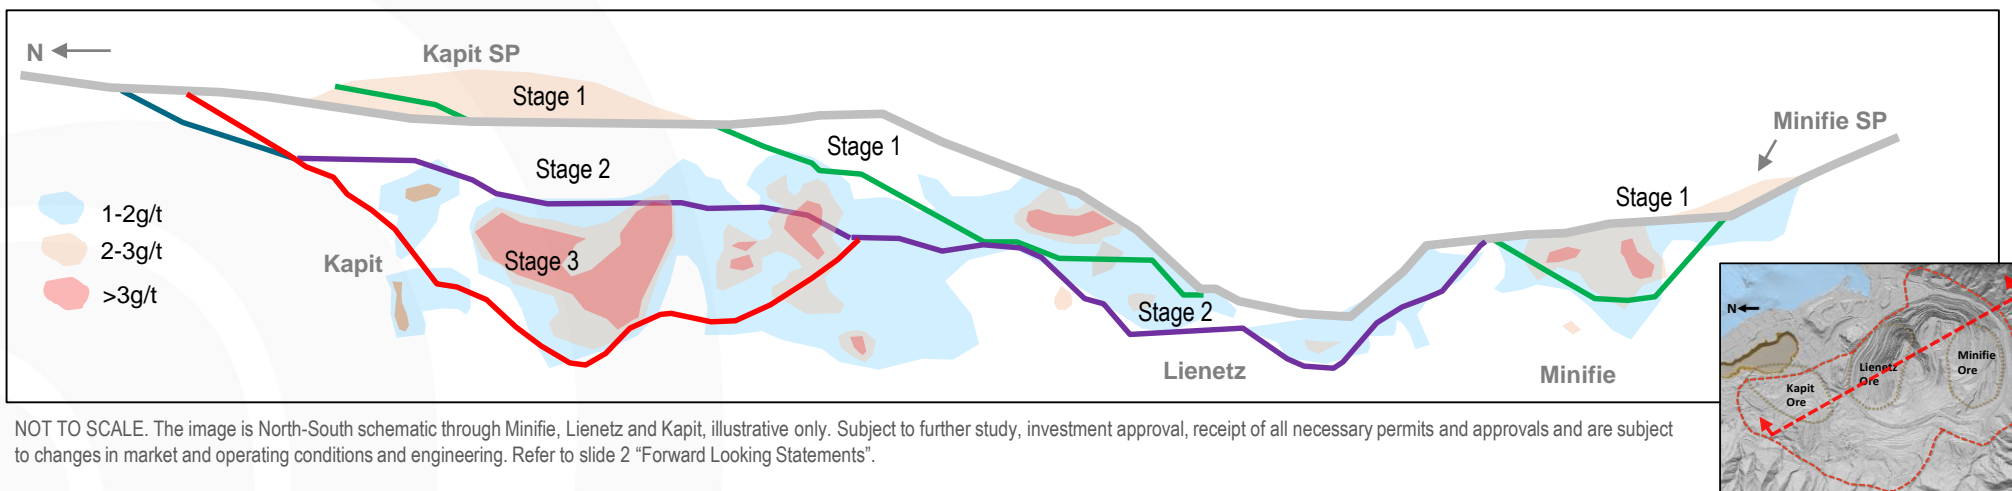 N
Kapit SP
Stage 1
Stage 1
Minifie SP
Stage 2
Stage 1
1-2g/t
2-3g/t
>3g/t
Kapit
Stage 3
Stage 2
Lienetz
Minifie
N
Minifie
Ore
Lienetz
Ore
Kapit
Ore
NOT TO SCALE. The image is North-South schematic through Minifie, Lienetz and Kapit, illustrative only. Subject to further study, investment approval, receipt of all necessary permits and approvals and are subject
to changes in market and operating conditions and engineering. Refer to slide 2 “Forward Looking Statements”.